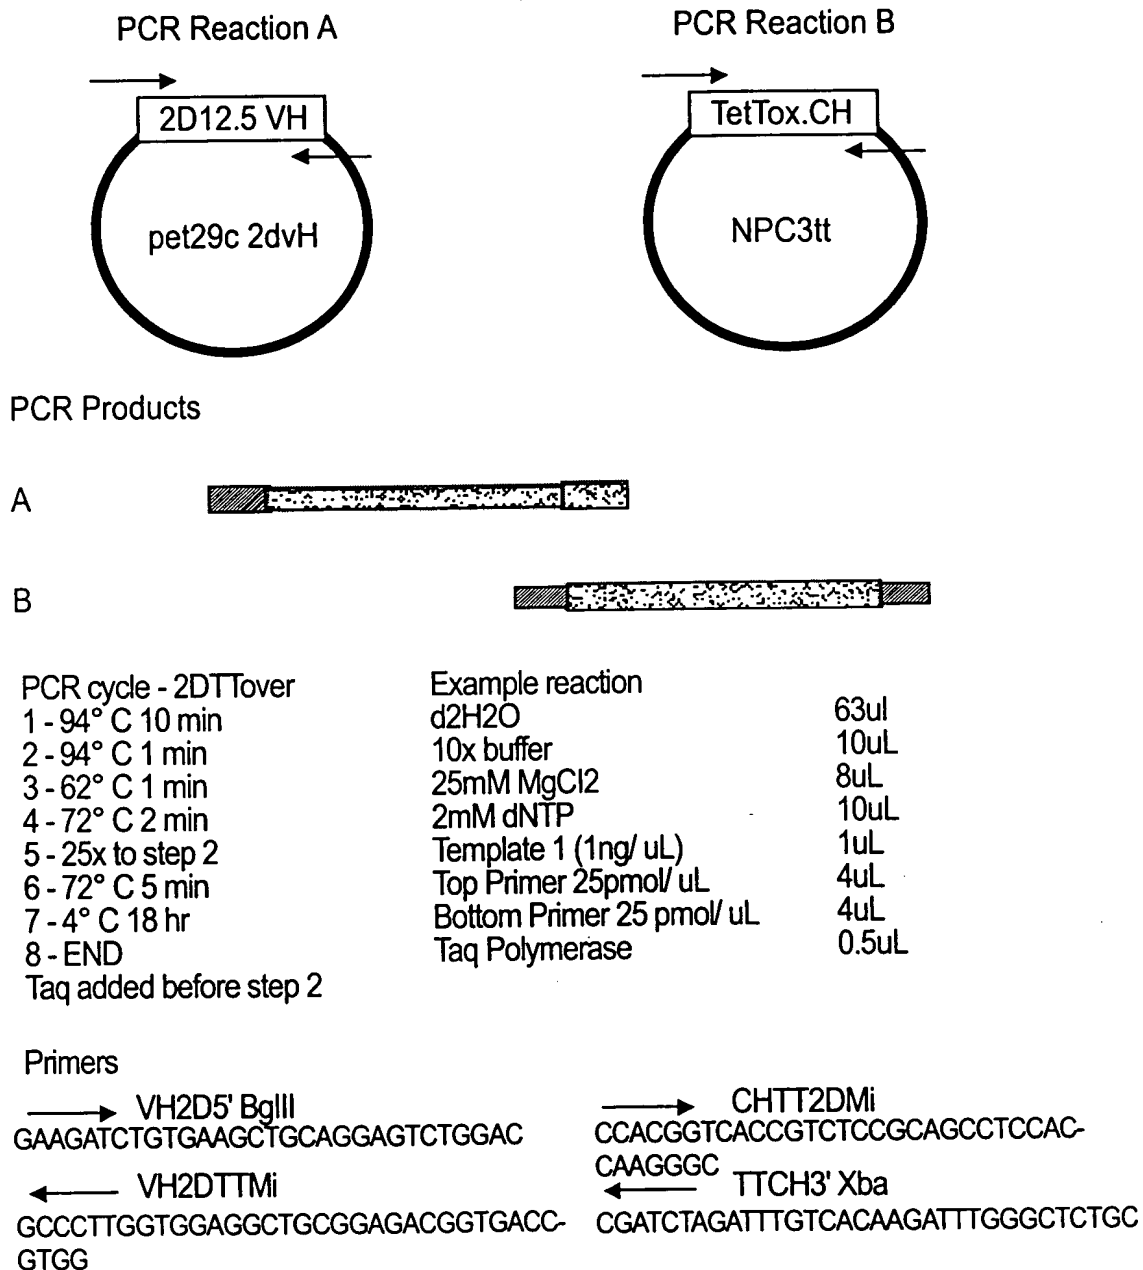 PCR Reaction A
PCR Reaction B
2D12.5 VH
TetTox.CH
pet29c 2dvH
NPC3tt
PCR Products
A
B
PCR cycle - 2DTTover
1 - 94° C 10 min
2 - 94° C 1 min
3 - 62° C 1 min
4 - 72° C 2 min
5 - 25x to step 2
6 - 72° C 5 min
7 - 4° C 18 hr
8 - END
Taq added before step 2
Example reaction
d2H2O 63ul
10x buffer 10uL
25mM MgCl2 8uL
2mM dNTP 10uL
Template 1 (1ng/ uL) 1uL
Top Primer 25pmol/ uL 4uL
Bottom Primer 25 pmol/ uL 4uL
Taq Polymerase 0.5uL
Primers
VH2D5' BglII
GAAGATCTGTGAAGCTGCAGGAGTCTGGAC
VH2DTTMi
GCCCTTGGTGGAGGCTGCGGAGACGGTGACC-
GTGG
CHTT2DMi
CCACGGTCACCGTCTCCGCAGCCTCCAC-
CAAGGGC
TTCH3' Xba
CGATCTAGATTTGTCACAAGATTTGGGCTCTGC